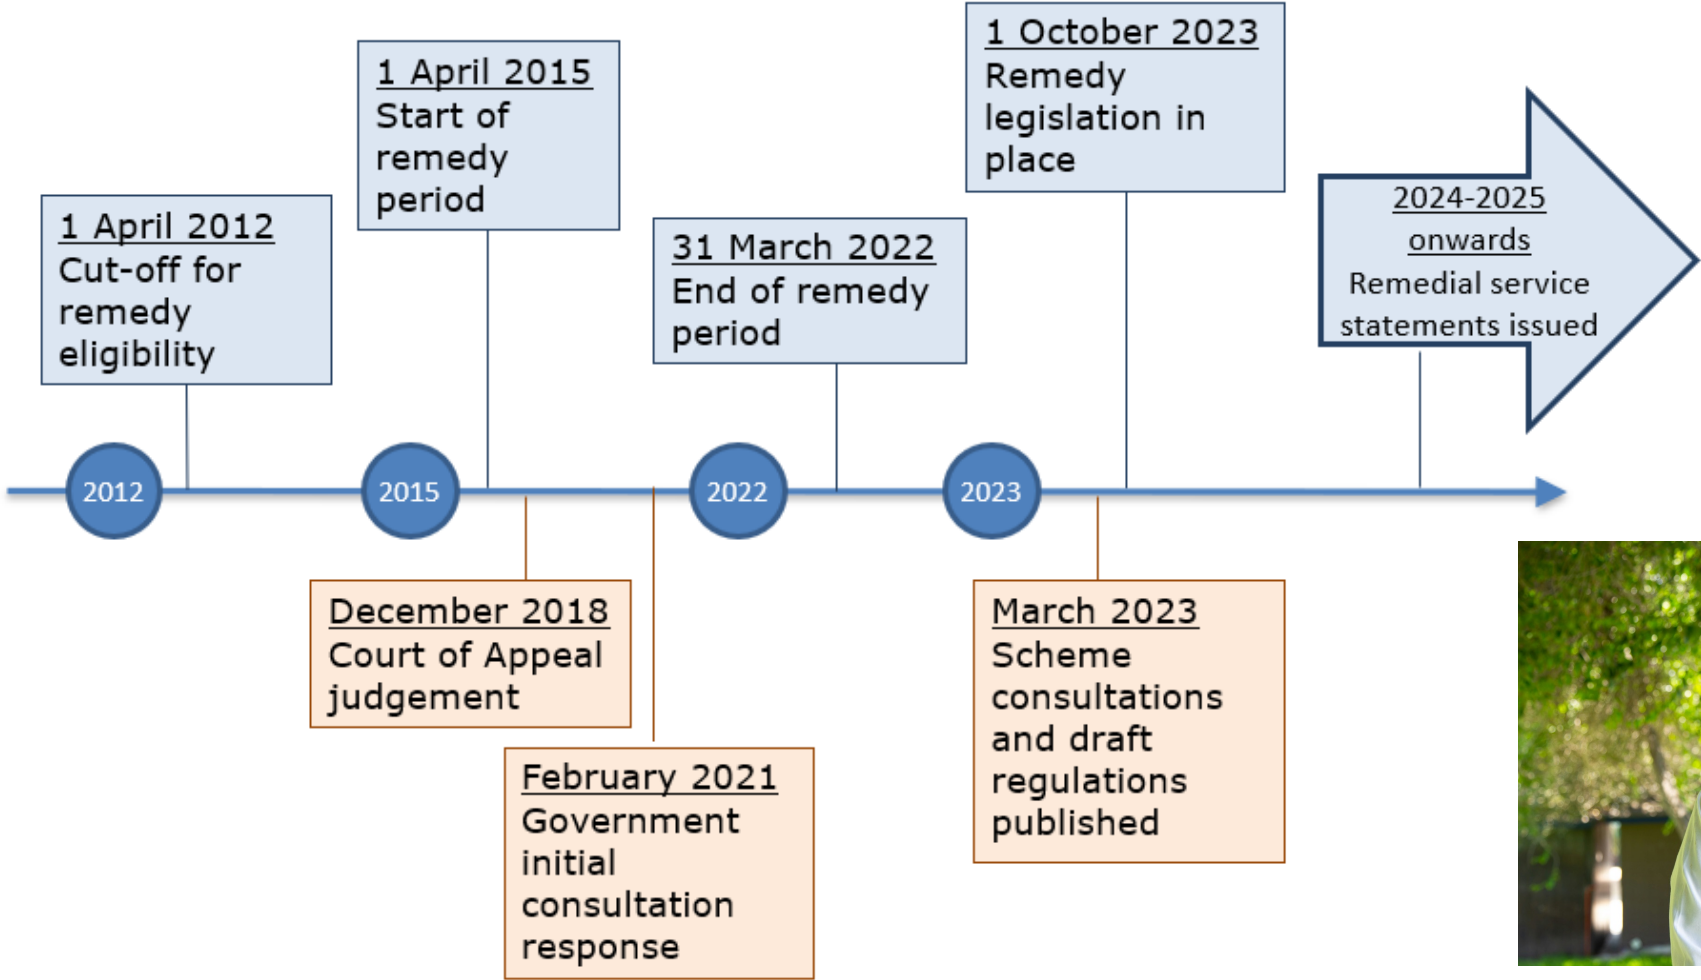 1 April 2012
Cut-off for
remedy
eligibility
1 April 2015
Start of
remedy
period
31 March 2022
End of remedy
period
1 October 2023
Remedy
legislation in
place
2024-2025
onwards
Remedial service
statements issued
2012
2015
2022
2023
December 2018
Court of Appeal
judgement
February 2021
Government
initial
consultation
response
March 2023
Scheme
consultations
and draft
regulations
published